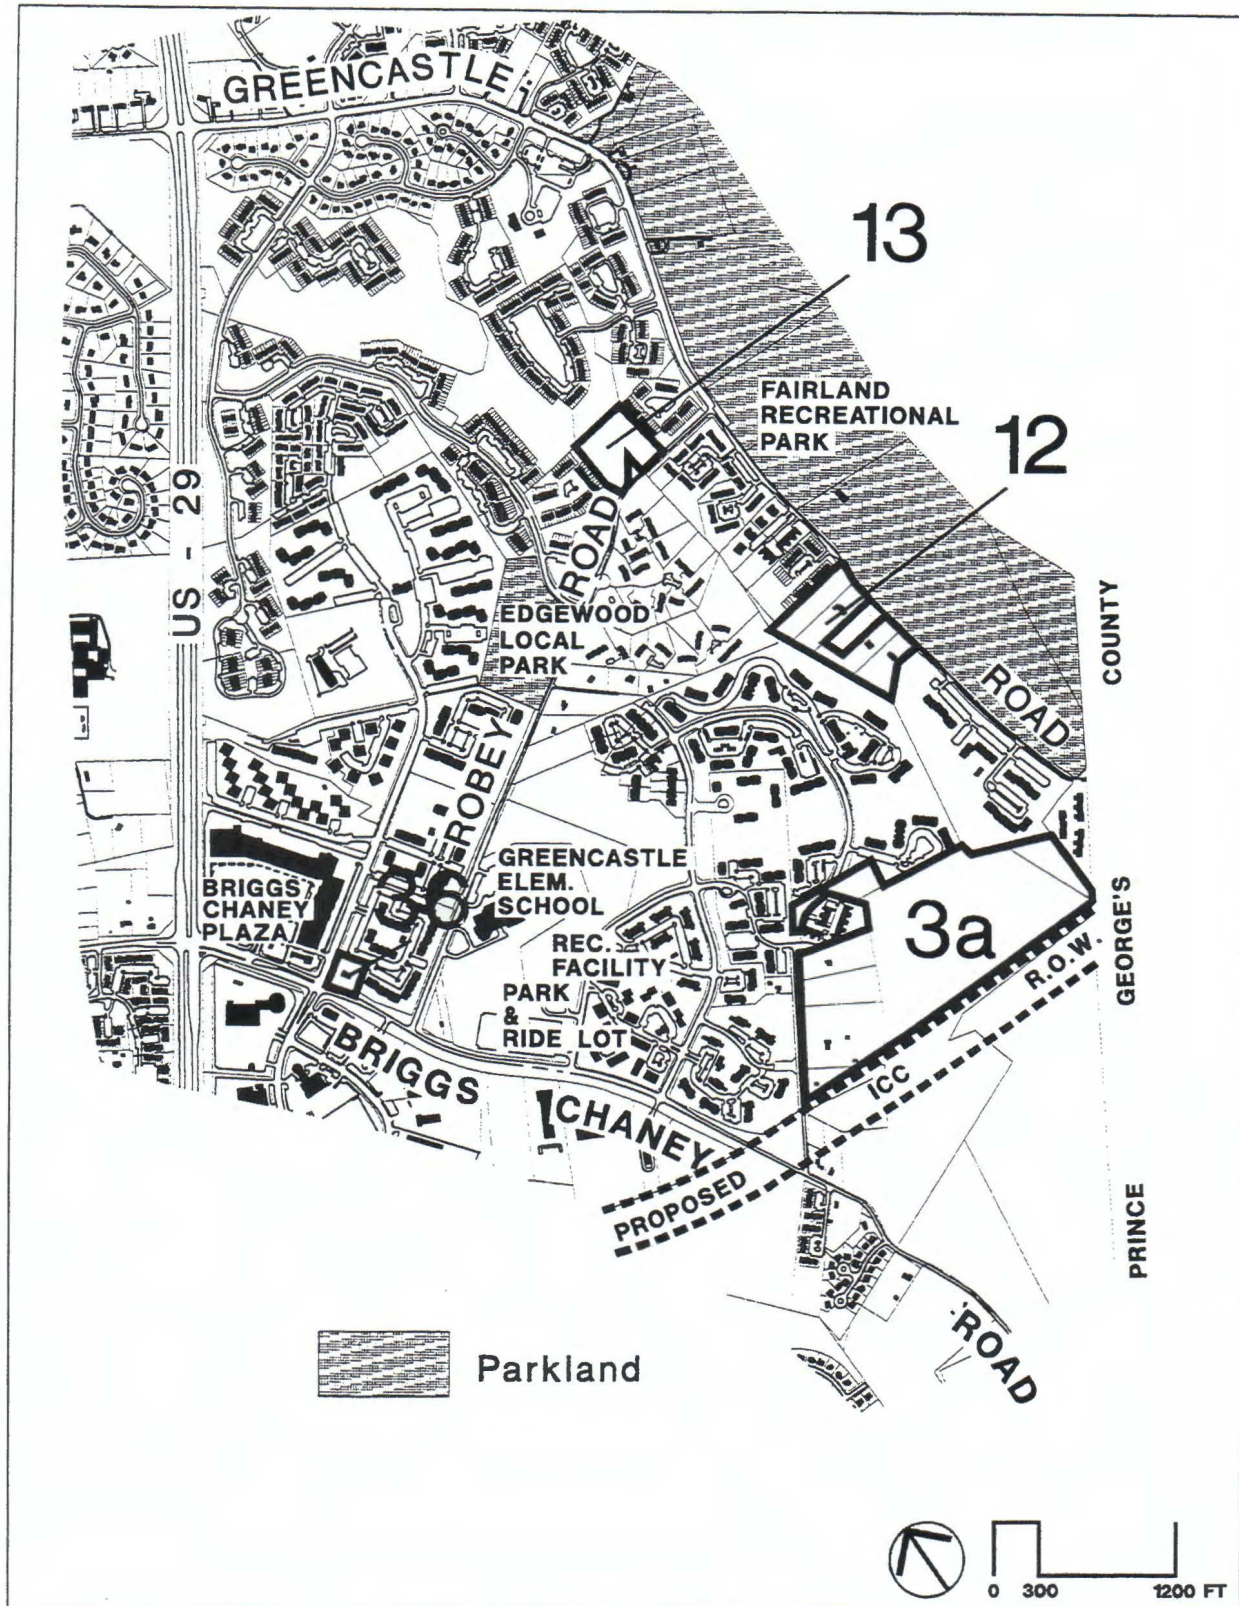 GREENCASTLE
13
FAIRLAND
RECREATIONAL
PARK
12
US - 29
ROAD
EDGEWOOD
LOCAL
PARK
COUNTY
ROAD
ROBEY
GREENCASTLE
ELEM.
SCHOOL
BRIGGS
CHANEY
PLAZA
REC.
FACILITY
PARK
&
RIDE LOT
3a
R.O.W.
GEORGE'S
BRIGGS
ICC
CHANEY
PROPOSED
PRINCE
ROAD
Parkland
0 300 1200 FT